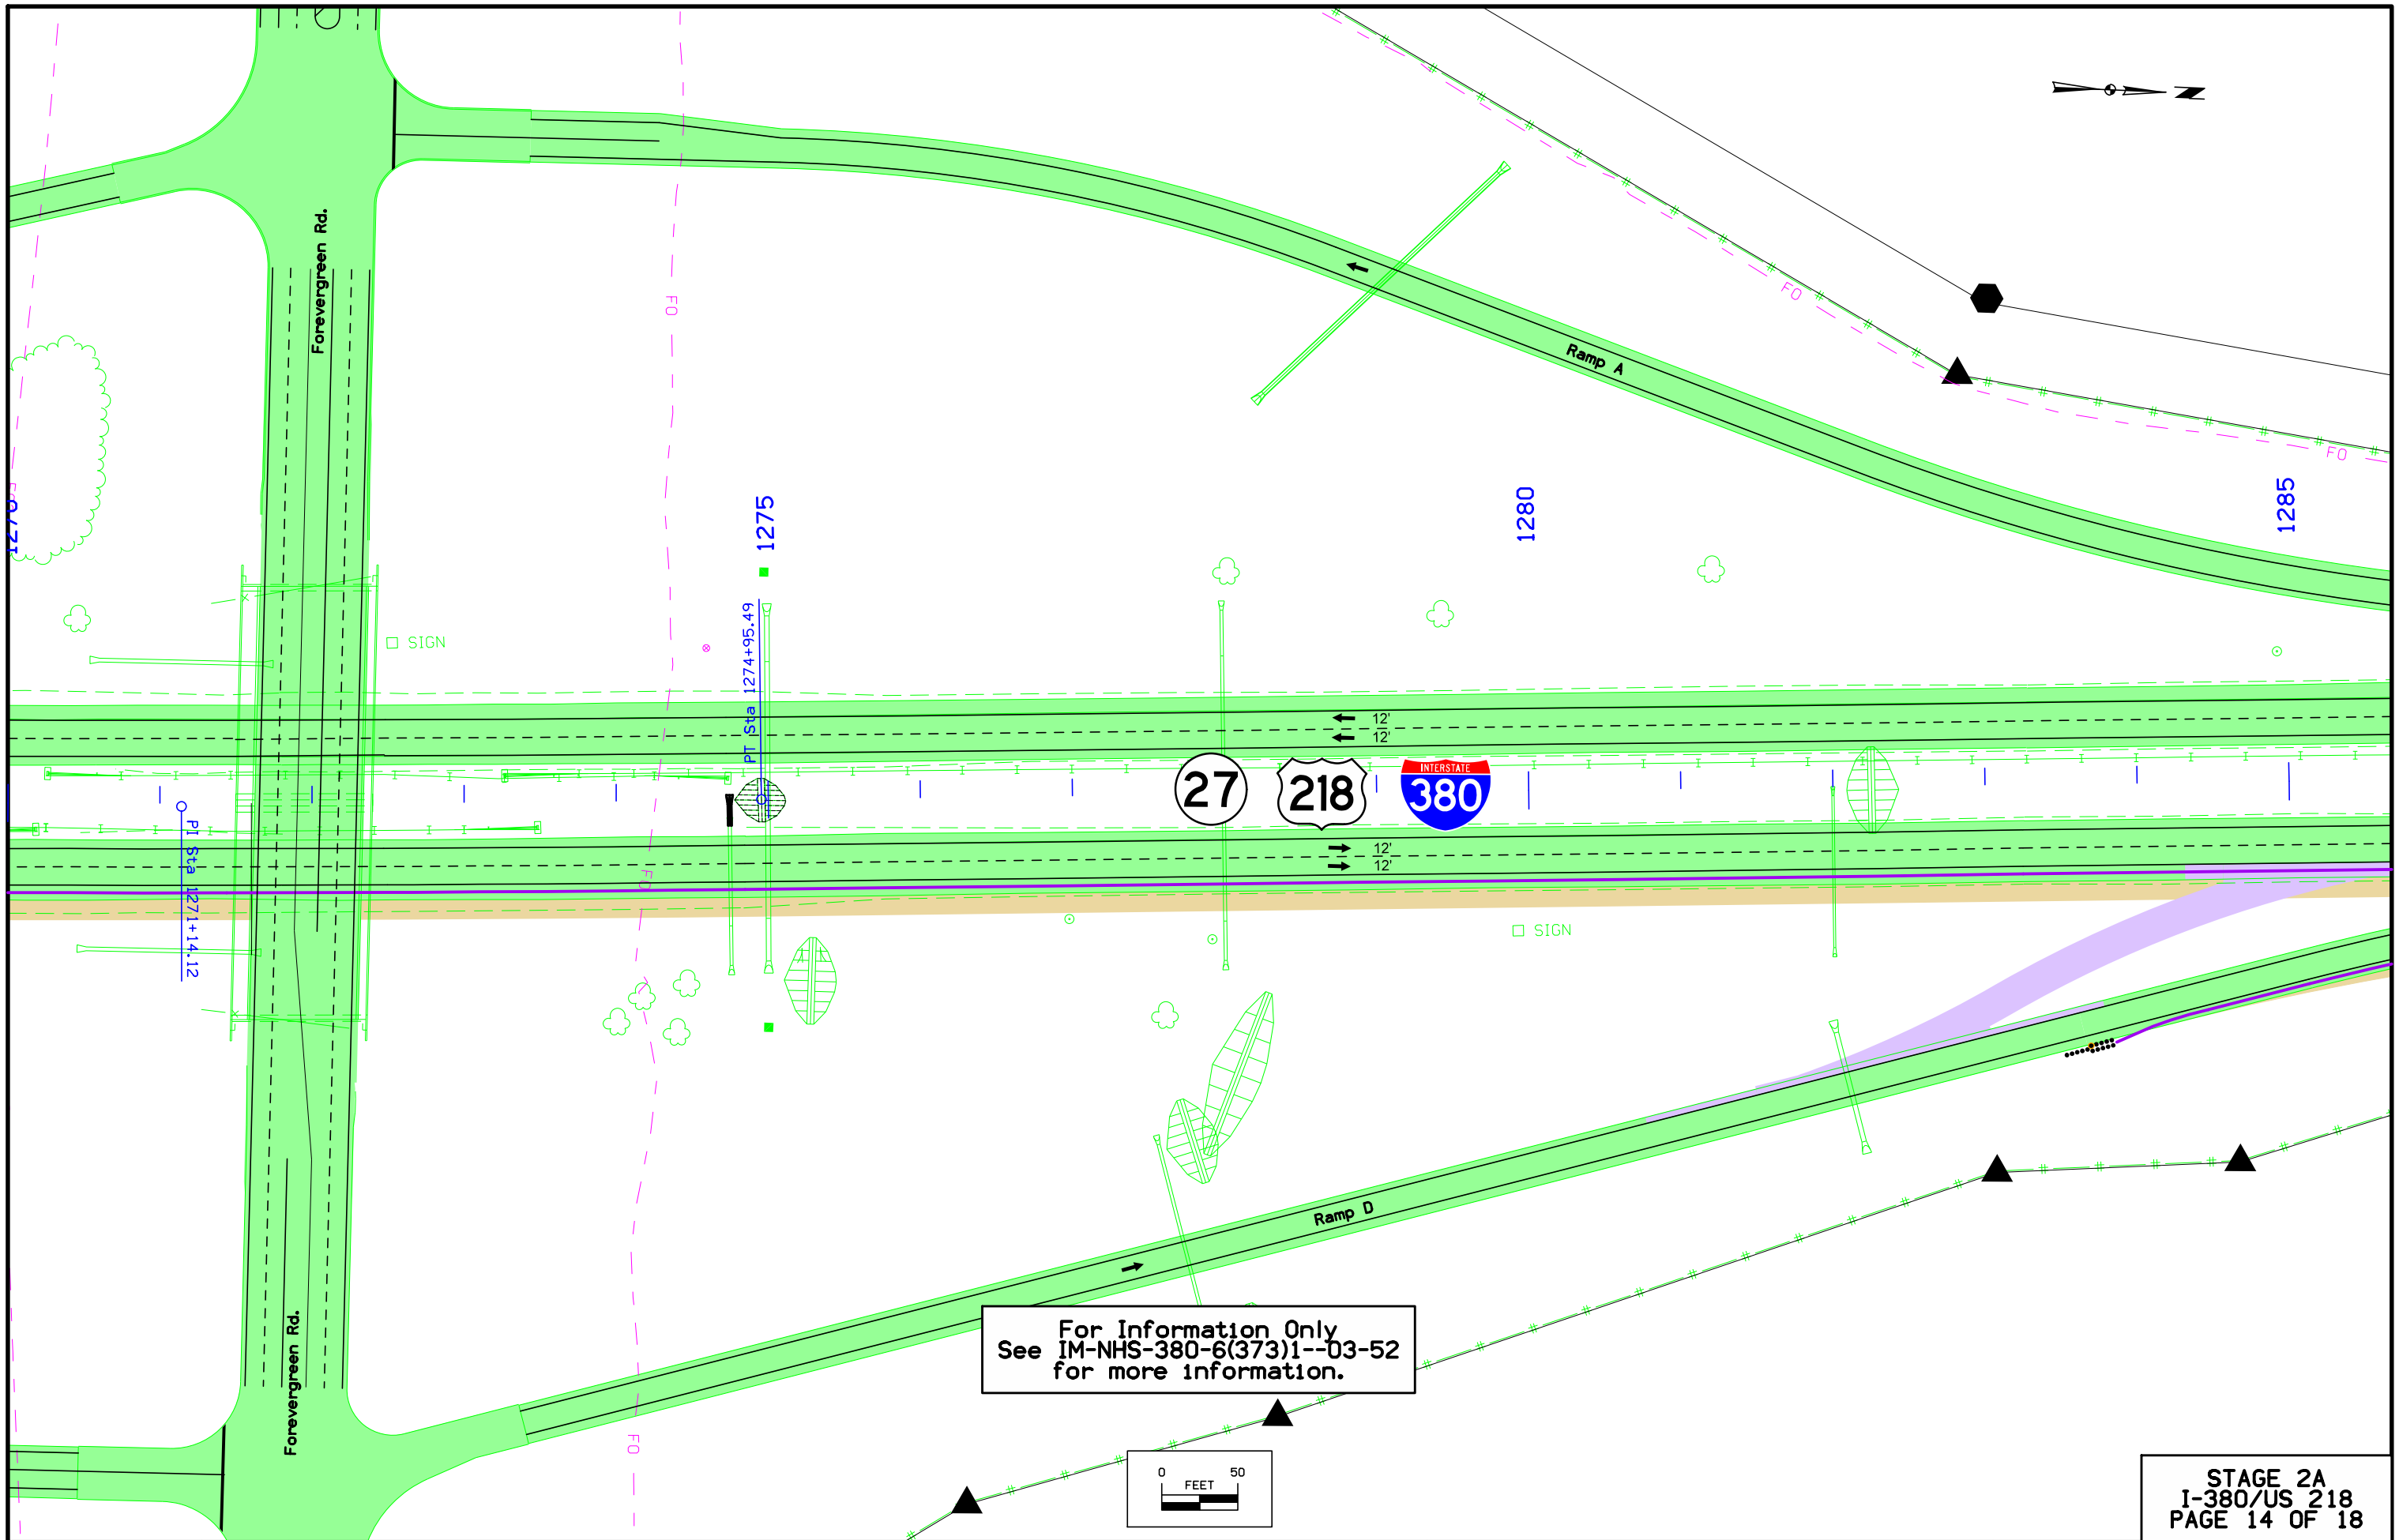 Forevergreen Rd.
FO
FO
Ramp A
FO
1275
1280
1285
PT Sta 1274+95.49
SIGN
12'
12'
27
218
INTERSTATE
380
12'
12'
PI Sta 1271+14.12
FO
SIGN
Ramp D
Forevergreen Rd.
FO
For Information Only
See IM-NHS-380-6(373)1--03-52
for more information.
0 50
FEET
STAGE 2A
I-380/US 218
PAGE 14 OF 18
N